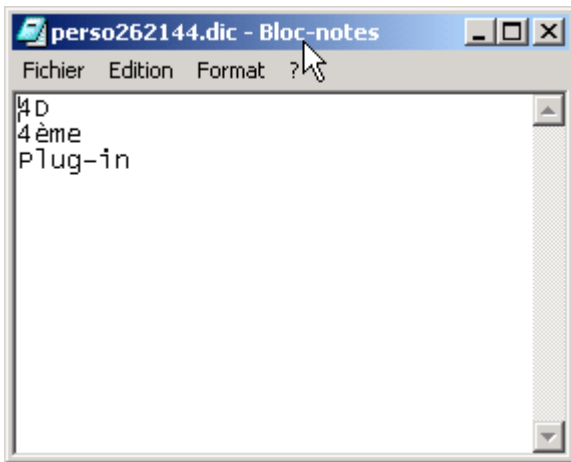 perso262144.dic - Bloc-notes
Fichier Edition Format ?
4D
4ème
Plug-in